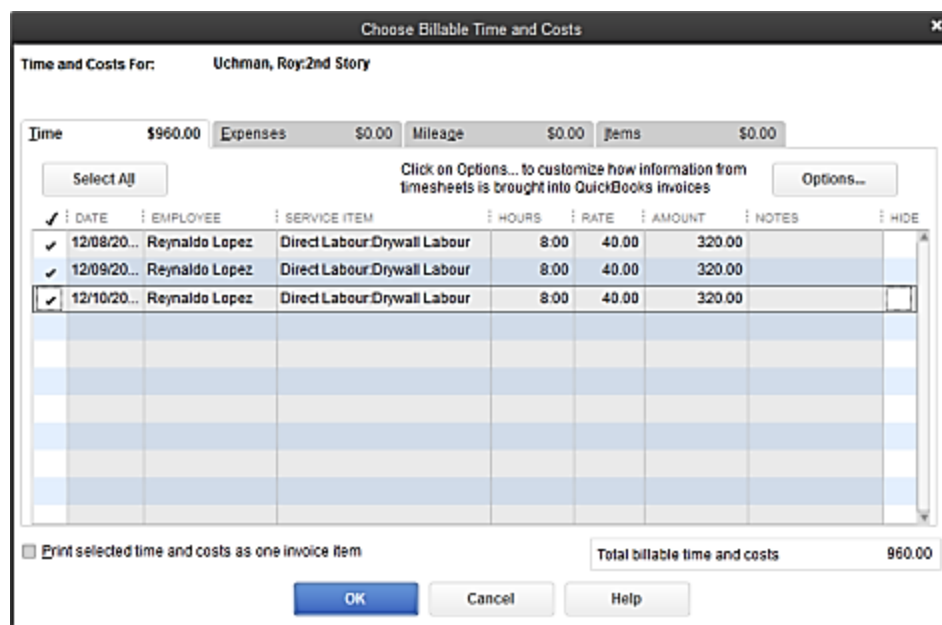 Choose Billable Time and Costs
Time and Costs For: Uchman, Roy:2nd Story
Time $960.00 Expenses $0.00 Mileage $0.00 Items $0.00
Select All
Click on Options... to customize how information from
timesheets is brought into QuickBooks invoices
Options...
DATE EMPLOYEE SERVICE ITEM HOURS RATE AMOUNT NOTES HIDE
12/08/20... Reynaldo Lopez Direct Labour:Drywall Labour 8:00 40.00 320.00
12/09/20... Reynaldo Lopez Direct Labour:Drywall Labour 8:00 40.00 320.00
12/10/20... Reynaldo Lopez Direct Labour:Drywall Labour 8:00 40.00 320.00
Print selected time and costs as one invoice item
Total billable time and costs 960.00
OK Cancel Help